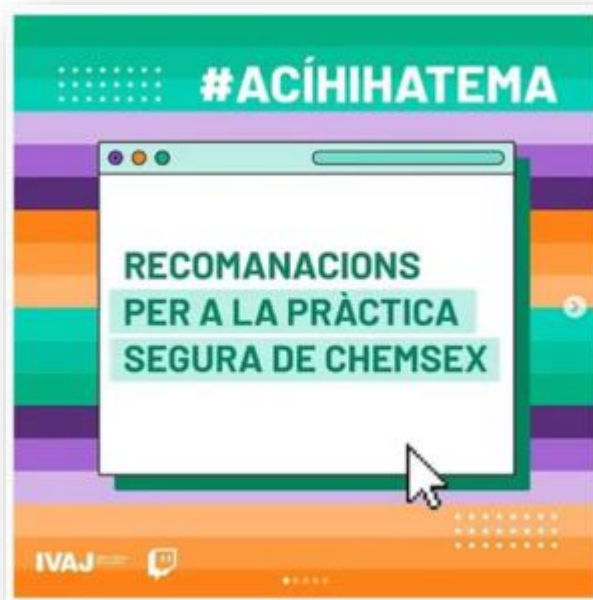 #ACÍHIHATEMA
RECOMANACIONS
PER A LA PRÀCTICA
SEGURA DE CHEMSEX
IVAJ